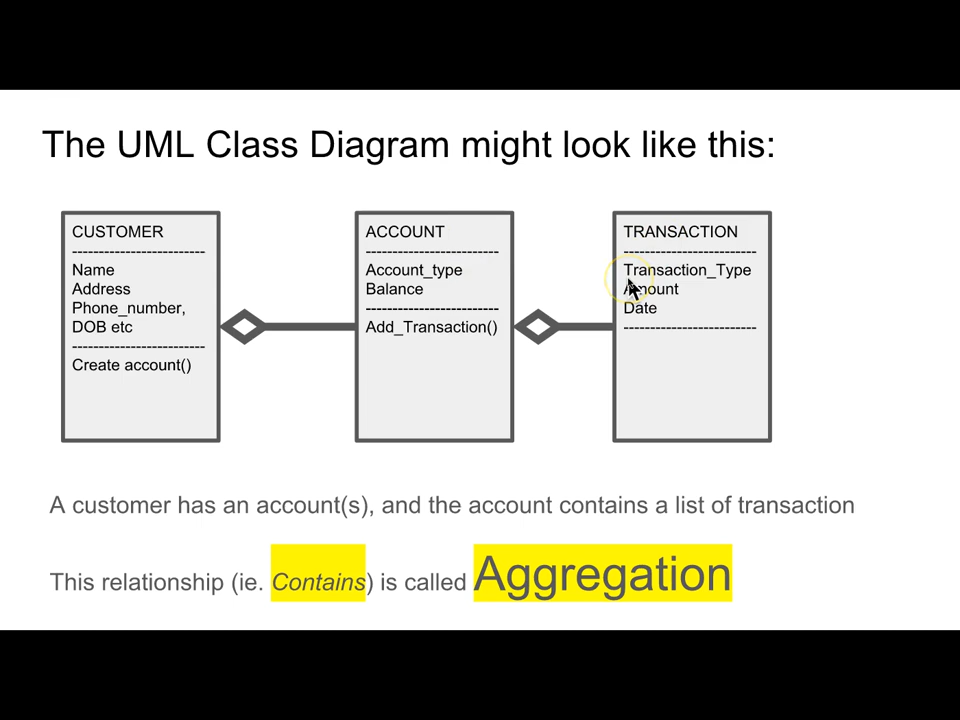 The UML Class Diagram might look like this:
CUSTOMER
-------------------------
Name
Address
Phone_number,
DOB etc
-------------------------
Create account()
ACCOUNT
-------------------------
Account_type
Balance
-------------------------
Add_Transaction()
TRANSACTION
-------------------------
Transaction_Type
Amount
Date
-------------------------
A customer has an account(s), and the account contains a list of transaction
This relationship (ie. Contains) is called Aggregation